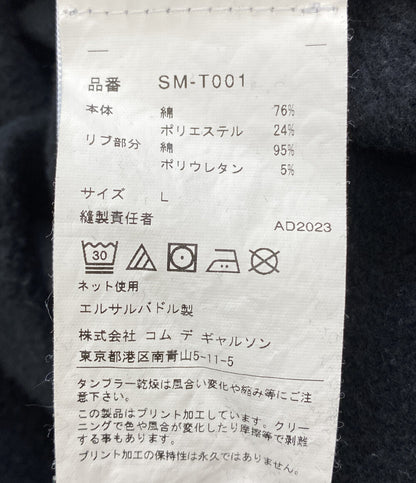 品番 SM-T001
本体 綿 76%
ポリエステル 24%
リブ部分 綿 95%
ポリウレタン 5%
サイズ L
縫製責任者
AD2023
30
ネット使用
エルサルバドル製
株式会社 コム デ ギャルソン
東京都港区南青山5-11-5
タンブラー乾燥は風合い変化や縮み等にご注
意下さい。
この製品はプリント加工しています。クリー
ニングで色や風合が変化したり摩擦等で剥離
する事もあります。
プリント加工の保持性は永久ではありません。